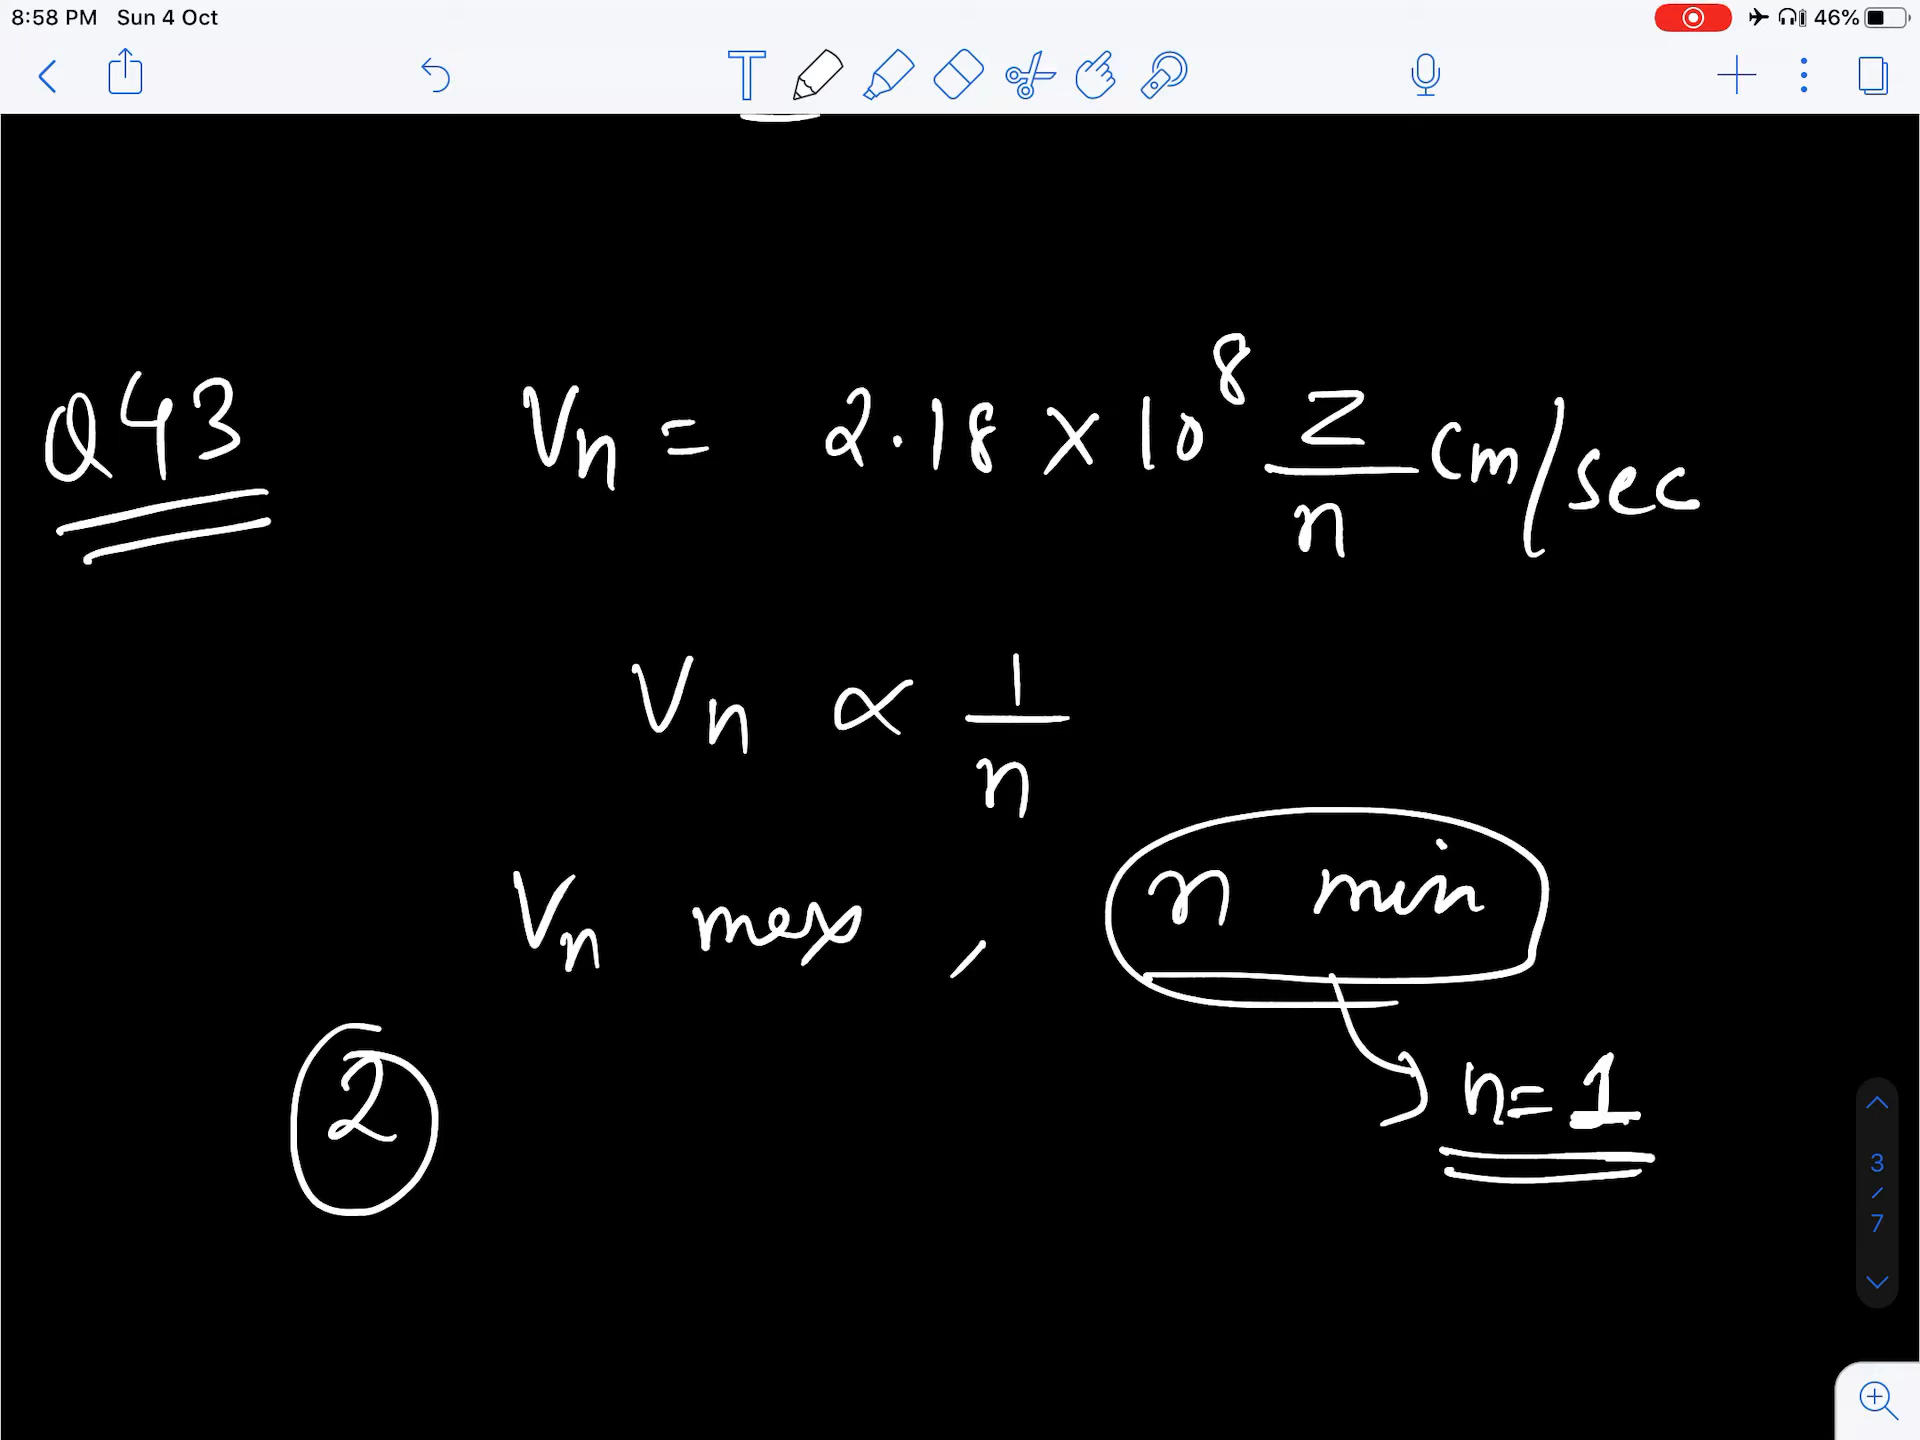 8:58 PM Sun 4 Oct 46%
T
Q43 Vn = 2.18 × 10^8 Z/n cm/sec
Vn ∝ 1/n
Vn max , n min
2 n = 1
3
/
7